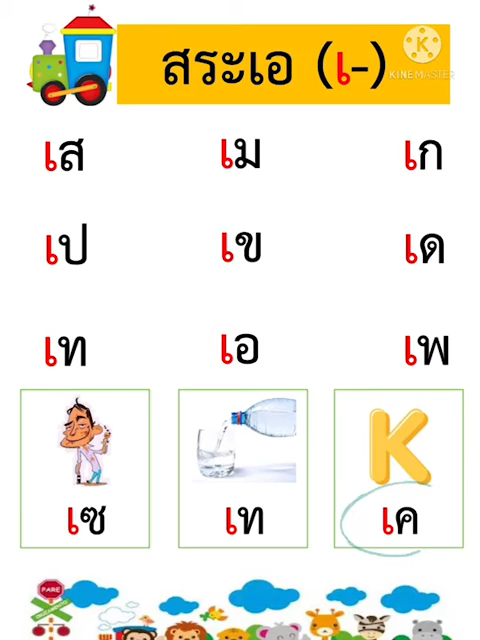 สระเอ (เ-)
K
KINEMASTER
เส เม เก
เป เข เด
เท เอ เพ
K
เซ เท เค
PARE